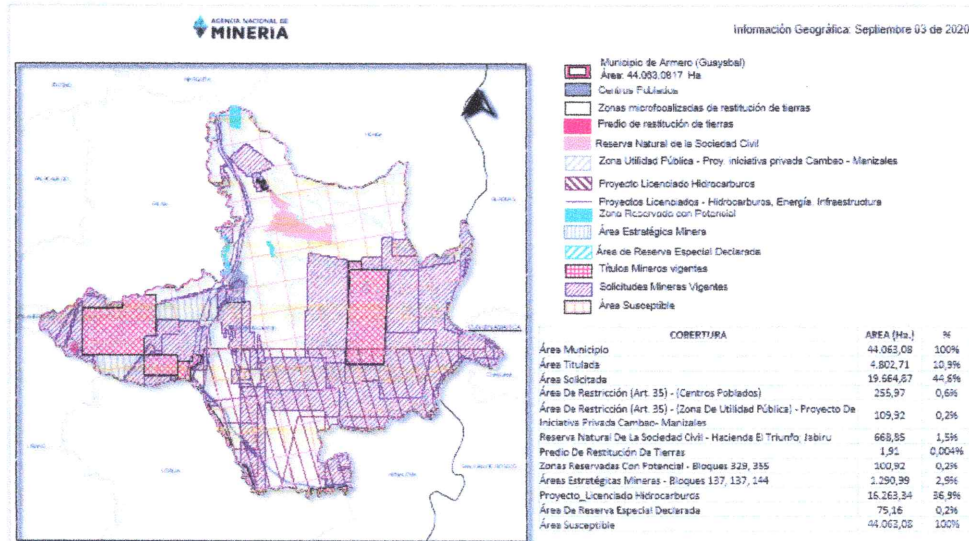 AGENCIA NACIONAL DE
MINERÍA
Información Geográfica: Septiembre 03 de 2020
Municipio de Armero (Guayabal)
Área: 44.063,0817 Ha
Centros Poblados
Zonas microfocalizadas de restitución de tierras
Predio de restitución de tierras
Reserva Natural de la Sociedad Civil
Zona Utilidad Pública - Proy. iniciativa privada Cambao - Manizales
Proyecto Licenciado Hidrocarburos
Proyectos Licenciados - Hidrocarburos, Energía, Infraestructura
Zona Reservada con Potencial
Área Estratégica Minera
Área de Reserva Especial Declarada
Títulos Mineros vigentes
Solicitudes Mineras Vigentes
Área Susceptible
COBERTURA AREA (Ha.) %
Área Municipio 44.063,08 100%
Área Titulada 4.802,71 10,9%
Área Solicitada 19.664,87 44,6%
Área De Restricción (Art. 35) - (Centros Poblados) 255,97 0,6%
Área De Restricción (Art. 35) - (Zona De Utilidad Pública) - Proyecto De
Iniciativa Privada Cambao- Manizales 109,92 0,2%
Reserva Natural De La Sociedad Civil - Hacienda El Triunfo, Jabiru 668,85 1,5%
Predio De Restitución De Tierras 1,91 0,004%
Zonas Reservadas Con Potencial - Bloques 329, 355 100,92 0,2%
Áreas Estratégicas Mineras - Bloques 137, 137, 144 1.290,99 2,9%
Proyecto_Licenciado Hidrocarburos 16.263,34 36,9%
Área De Reserva Especial Declarada 75,16 0,2%
Área Susceptible 44.063,08 100%